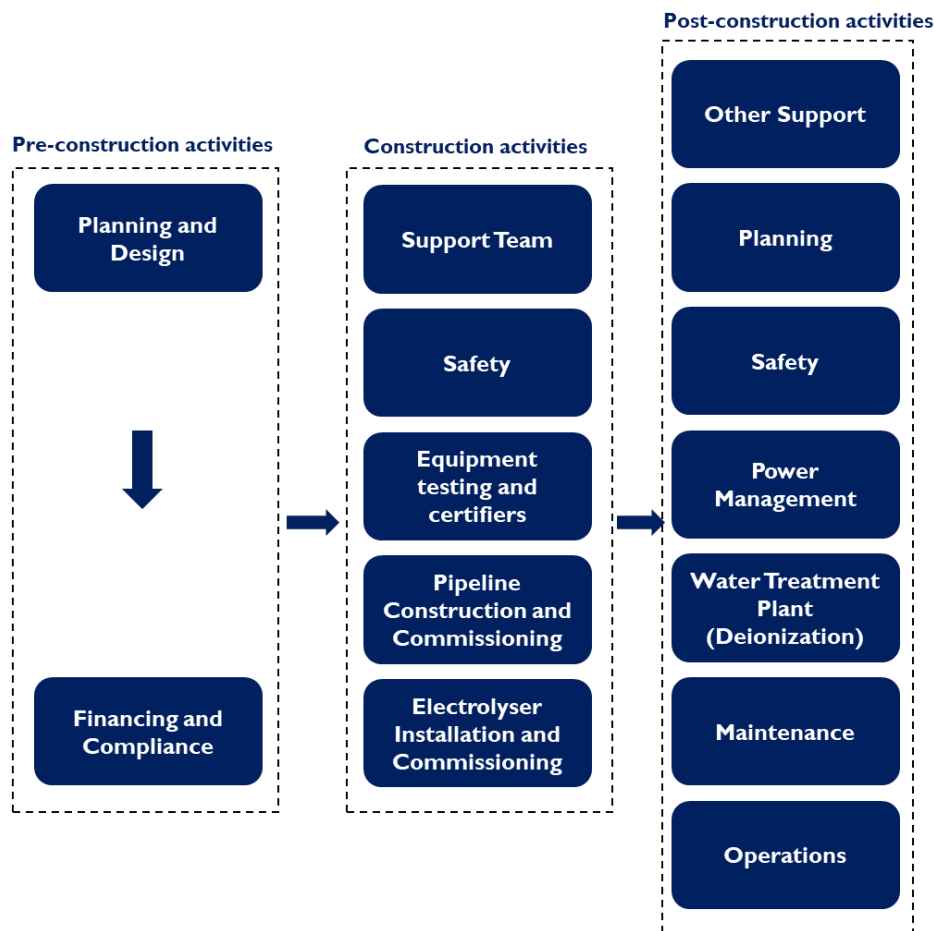 Pre-construction activities
Planning and
Design
Financing and
Compliance
Construction activities
Support Team
Safety
Equipment
testing and
certifiers
Pipeline
Construction and
Commissioning
Electrolyser
Installation and
Commissioning
Post-construction activities
Other Support
Planning
Safety
Power
Management
Water Treatment
Plant
(Deionization)
Maintenance
Operations